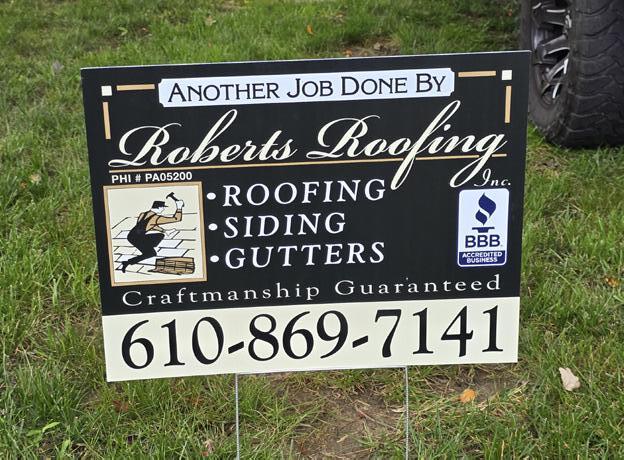 ANOTHER JOB DONE BY
Roberts Roofing
Inc.
PHI # PA05200
• ROOFING
• SIDING
• GUTTERS
BBB
ACCREDITED
BUSINESS
Craftmanship Guaranteed
610-869-7141